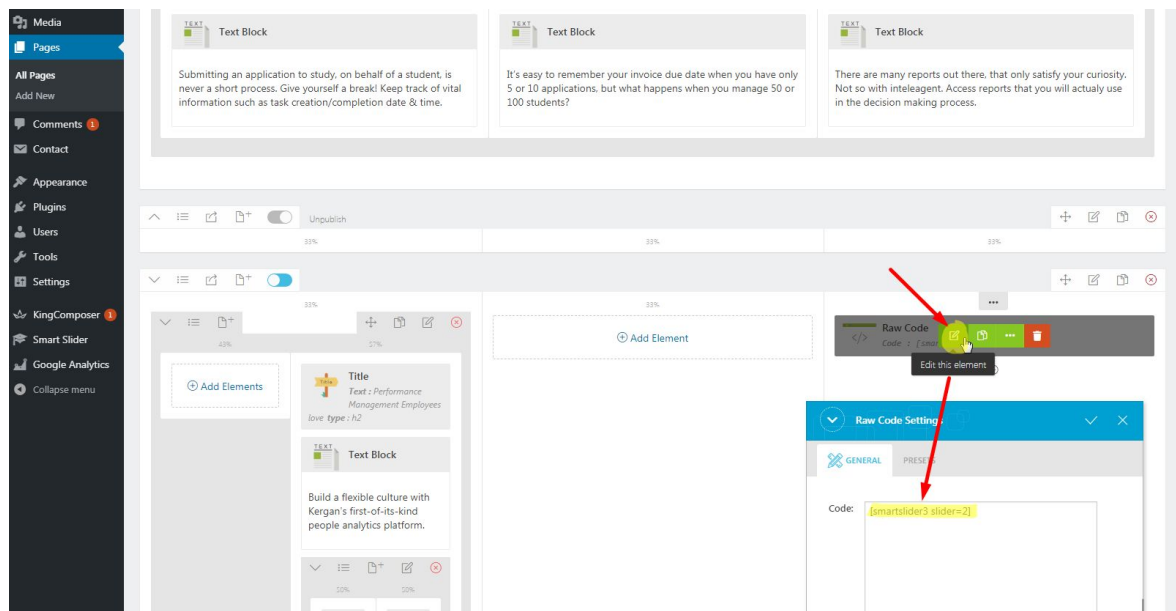 Media
Pages
All Pages
Add New
Comments 1
Contact
Appearance
Plugins
Users
Tools
Settings
KingComposer 1
Smart Slider
Google Analytics
Collapse menu
TEXT
Text Block
Submitting an application to study, on behalf of a student, is
never a short process. Give yourself a break! Keep track of vital
information such as task creation/completion date & time.
TEXT
Text Block
It's easy to remember your invoice due date when you have only
5 or 10 applications, but what happens when you manage 50 or
100 students?
TEXT
Text Block
There are many reports out there, that only satisfy your curiosity.
Not so with inteleagent. Access reports that you will actualy use
in the decision making process.
Unpublish
33%
33%
33%
33%
33%
43%
57%
Add Elements
Title
Title
Text : Performance
Management Employees
love type : h2
TEXT
Text Block
Build a flexible culture with
Kergan's first-of-its-kind
people analytics platform.
50%
50%
Add Element
Raw Code
Code : [smar
Edit this element
Raw Code Settings
GENERAL
PRESETS
Code:
[smartslider3 slider=2]